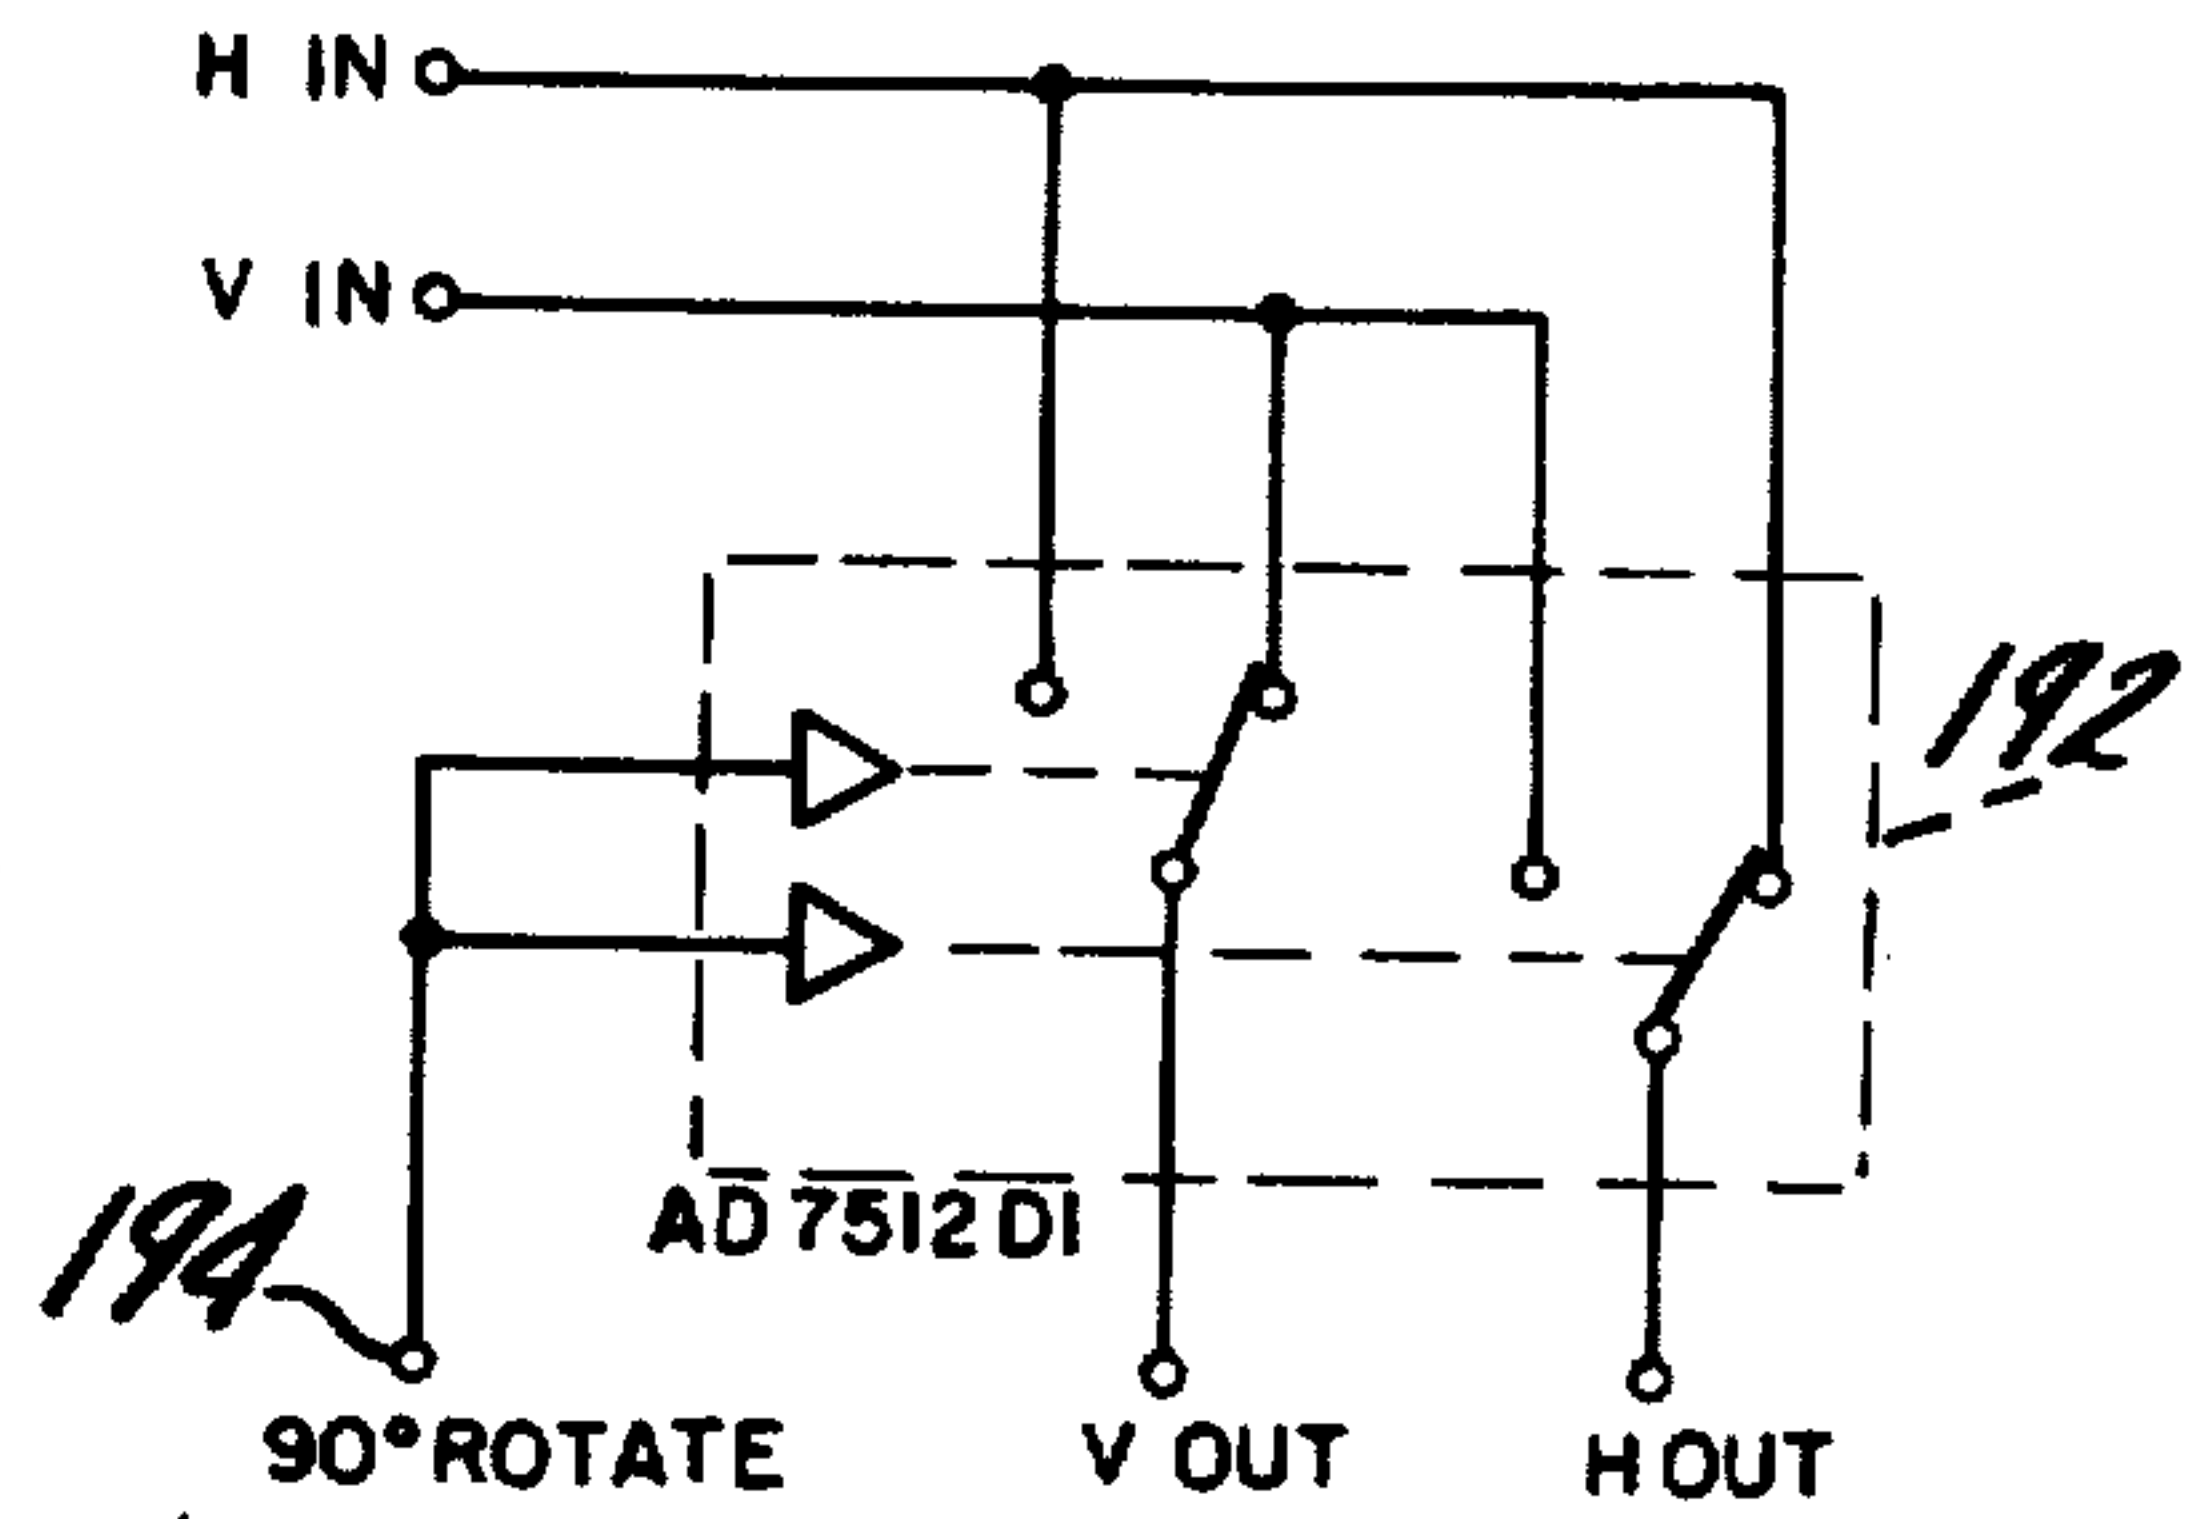 H IN
V IN
192
AD7512DI
194
90°ROTATE
V OUT
H OUT